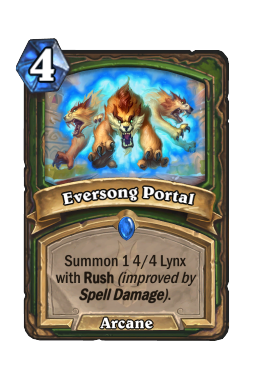 4
Eversong Portal
Summon 1 4/4 Lynx
with Rush (improved by
Spell Damage).
Arcane